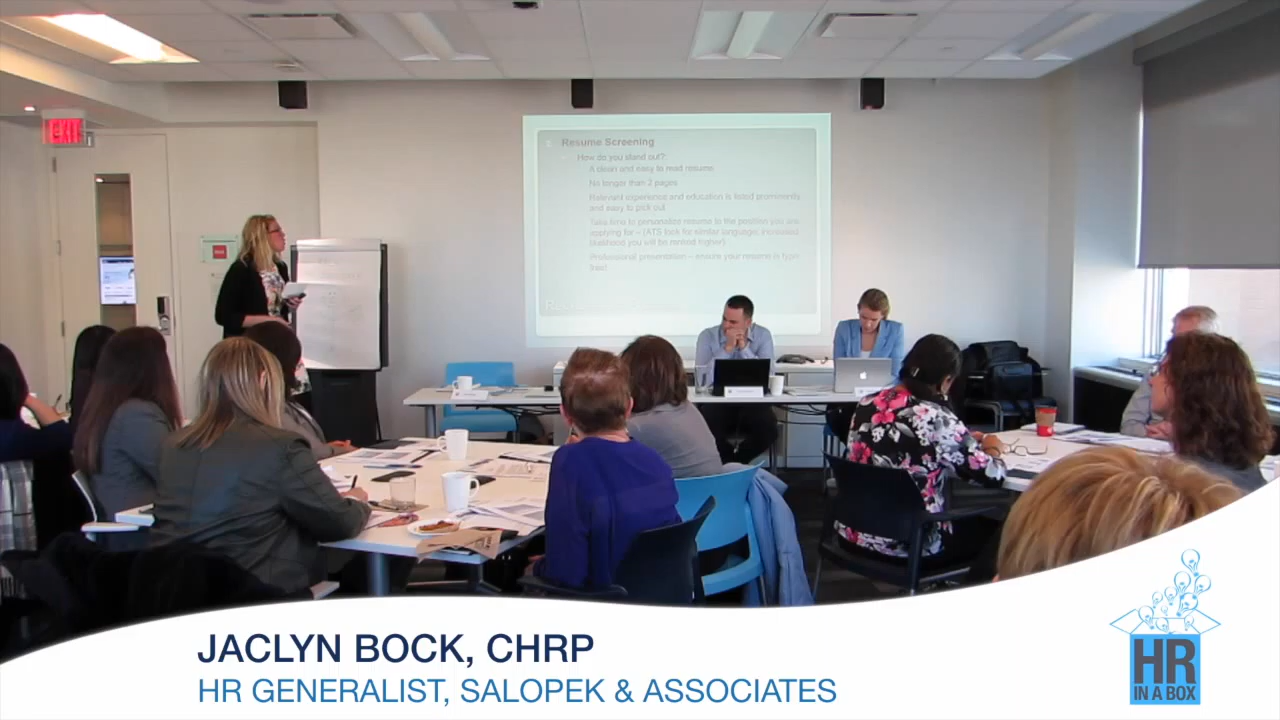 EXIT
Resume Screening
How do you stand out?:
A clean and easy to read resume
No longer than 2 pages
Relevant experience and education is listed prominently
and easy to pick out
Take time to personalize resume to the position you are
applying for – (ATS look for similar language, increased
likelihood you will be ranked higher)
Professional presentation – ensure your resume is typo
free!
JACLYN BOCK, CHRP
HR GENERALIST, SALOPEK & ASSOCIATES
HR
IN A BOX